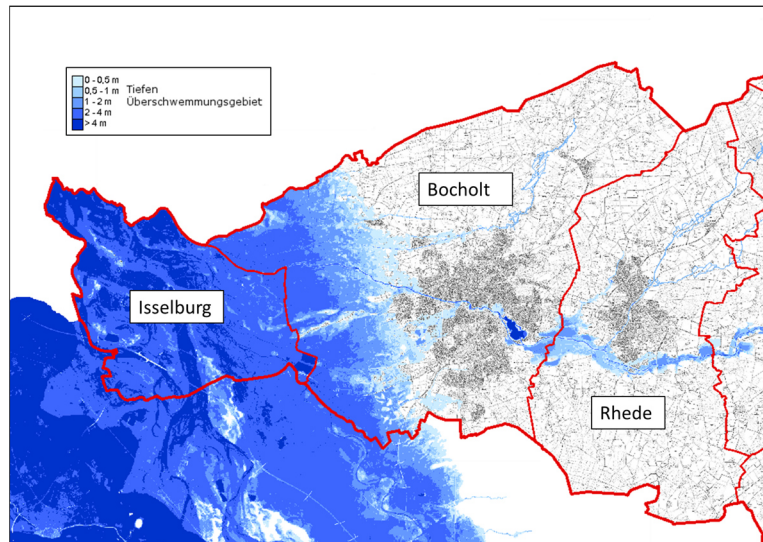 0 - 0,5 m
0,5 - 1 m
1 - 2 m
2 - 4 m
> 4 m
Tiefen
Überschwemmungsgebiet
Bocholt
Isselburg
Rhede